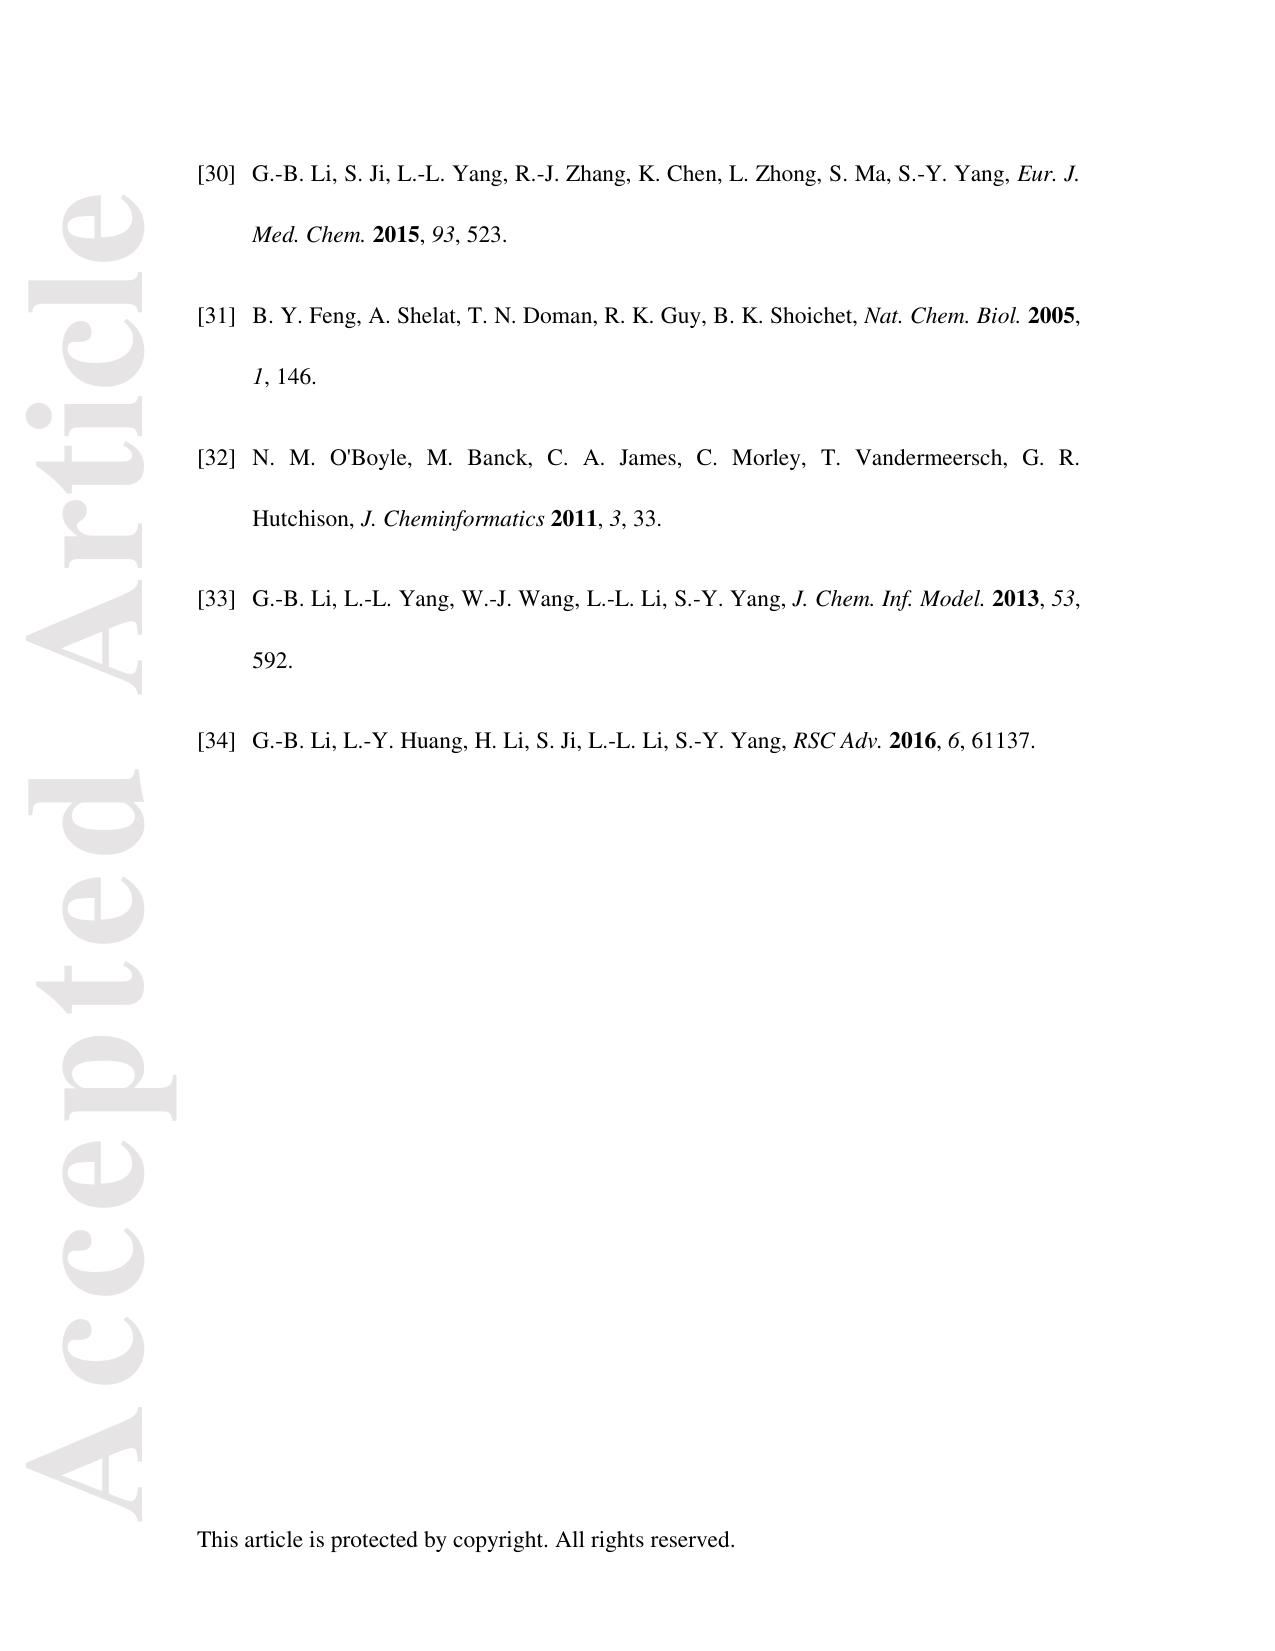 [30] G.-B. Li, S. Ji, L.-L. Yang, R.-J. Zhang, K. Chen, L. Zhong, S. Ma, S.-Y. Yang, Eur. J.
Med. Chem. 2015, 93, 523.
[31] B. Y. Feng, A. Shelat, T. N. Doman, R. K. Guy, B. K. Shoichet, Nat. Chem. Biol. 2005,
1, 146.
[32] N. M. O'Boyle, M. Banck, C. A. James, C. Morley, T. Vandermeersch, G. R.
Hutchison, J. Cheminformatics 2011, 3, 33.
[33] G.-B. Li, L.-L. Yang, W.-J. Wang, L.-L. Li, S.-Y. Yang, J. Chem. Inf. Model. 2013, 53,
592.
[34] G.-B. Li, L.-Y. Huang, H. Li, S. Ji, L.-L. Li, S.-Y. Yang, RSC Adv. 2016, 6, 61137.
Accepted Article
This article is protected by copyright. All rights reserved.